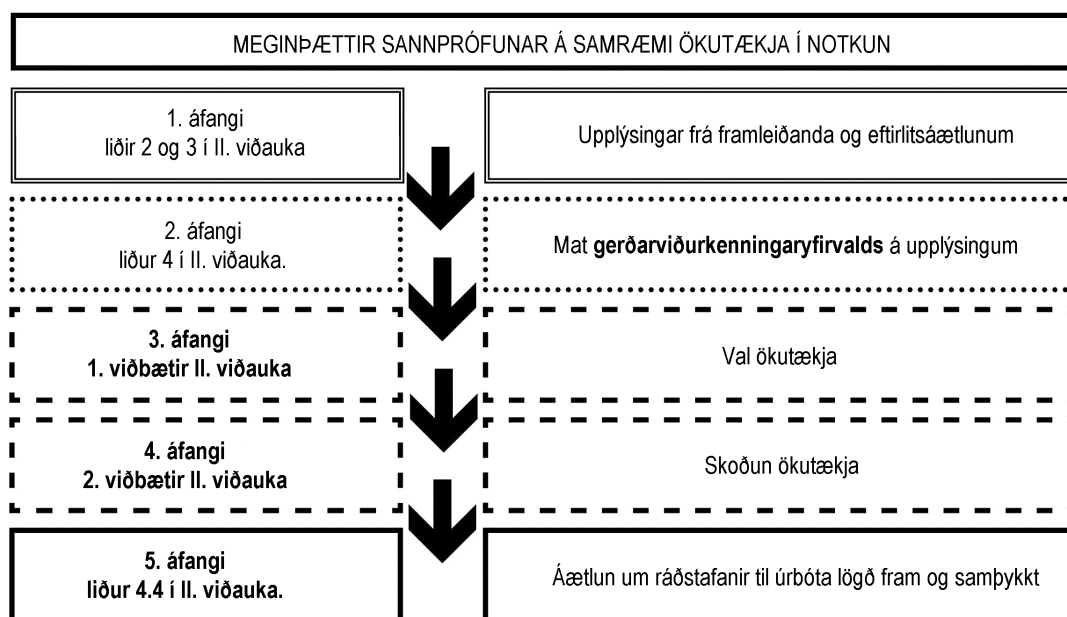 MEGINÞÆTTIR SANNPRÓFUNAR Á SAMRÆMI ÖKUTÆKJA Í NOTKUN
1. áfangi
liðir 2 og 3 í II. viðauka
Upplýsingar frá framleiðanda og eftirlitsáætlunum
2. áfangi
liður 4 í II. viðauka.
Mat gerðarviðurkenningaryfirvalds á upplýsingum
3. áfangi
1. viðbætir II. viðauka
Val ökutækja
4. áfangi
2. viðbætir II. viðauka
Skoðun ökutækja
5. áfangi
liður 4.4 í II. viðauka.
Áætlun um ráðstafanir til úrbóta lögð fram og samþykkt